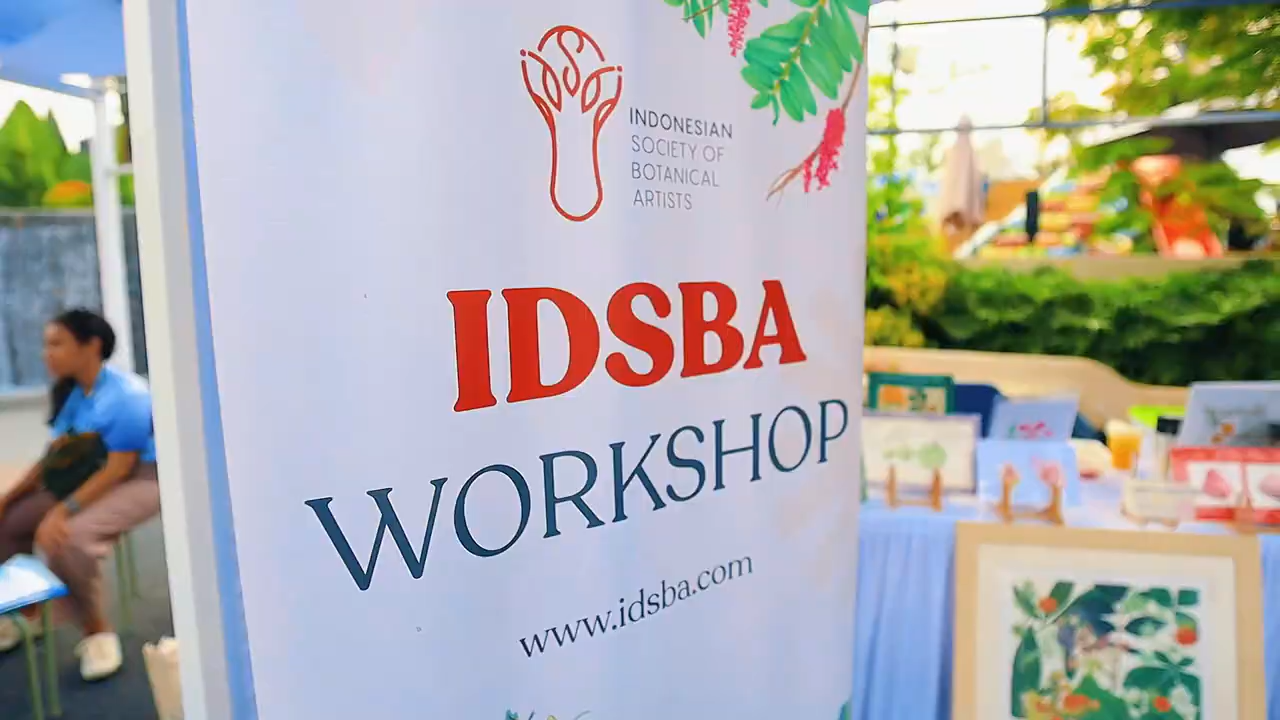 INDONESIAN
SOCIETY OF
BOTANICAL
ARTISTS
IDSBA
WORKSHOP
www.idsba.com